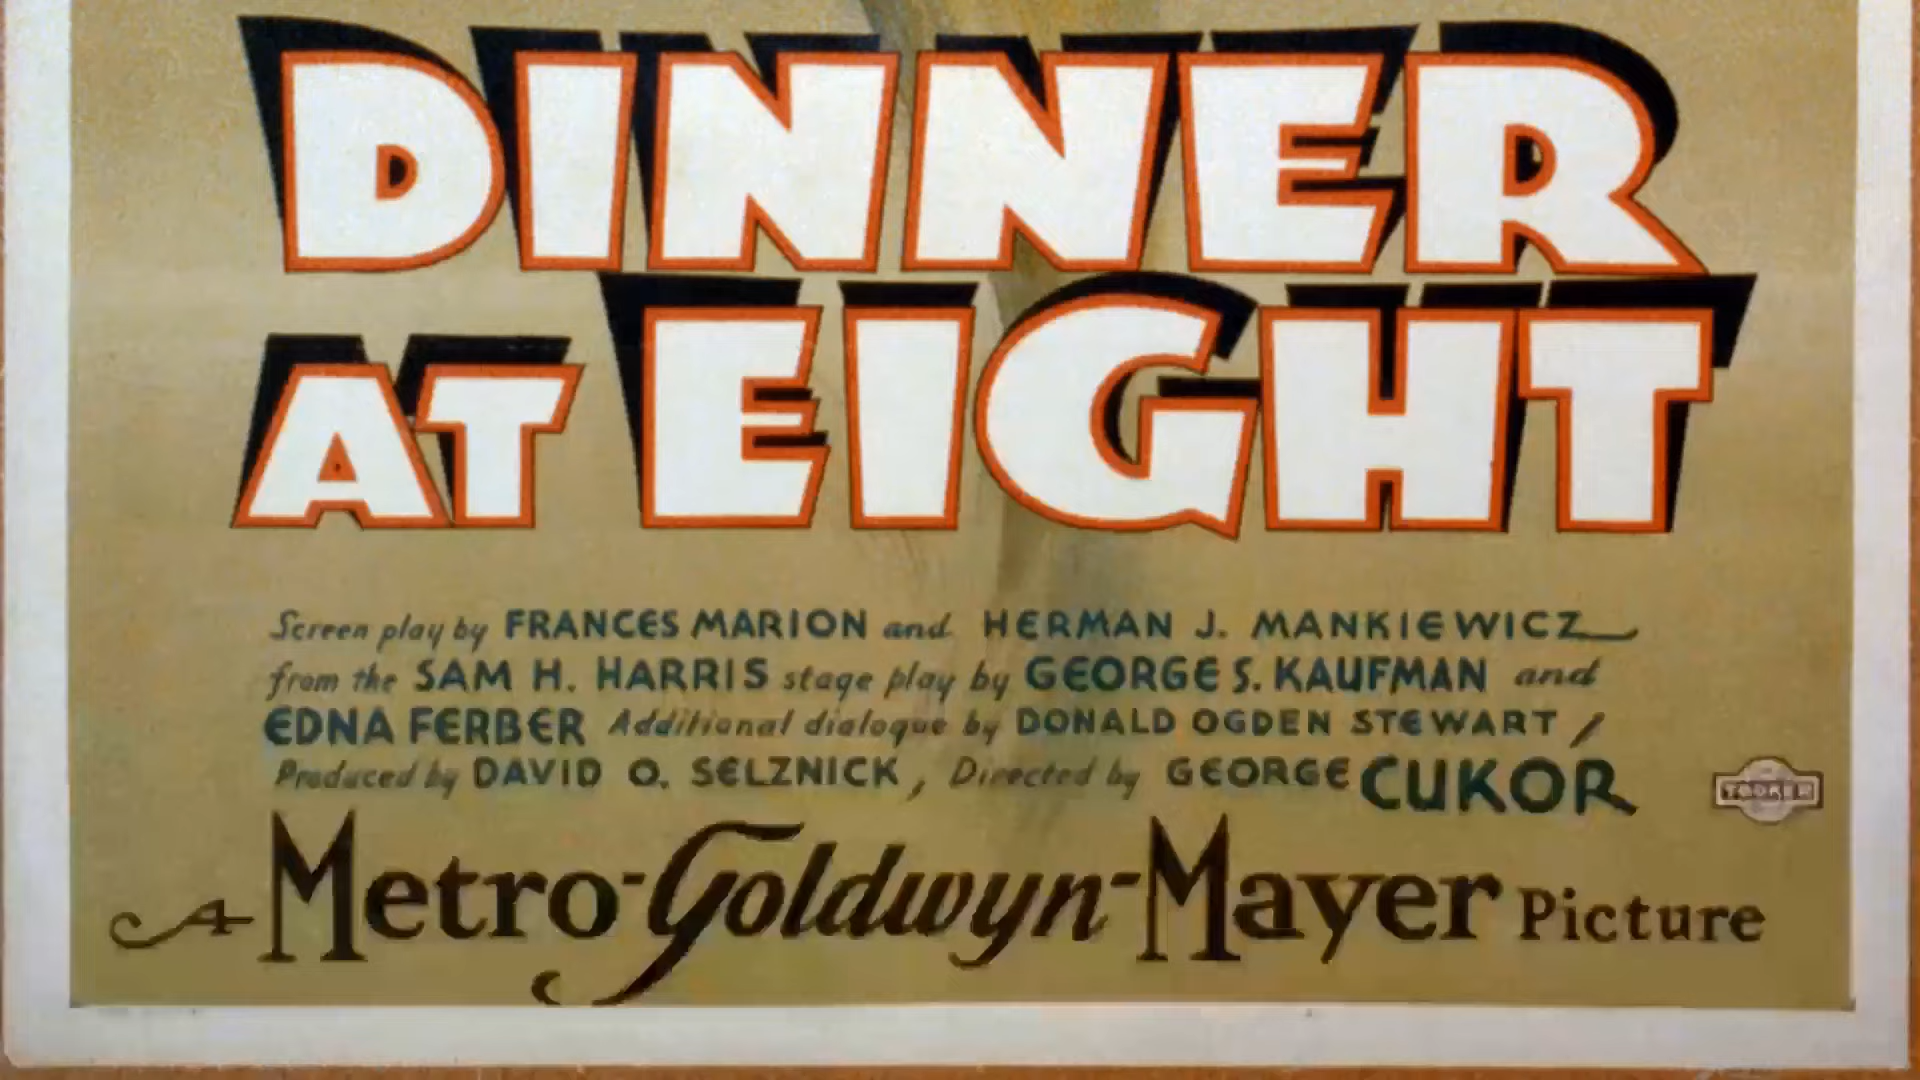 DINNER
AT EIGHT
Screen play by FRANCES MARION and HERMAN J. MANKIEWICZ
from the SAM H. HARRIS stage play by GEORGE S. KAUFMAN and
EDNA FERBER Additional dialogue by DONALD OGDEN STEWART /
Produced by DAVID O. SELZNICK, Directed by GEORGE CUKOR
TOOKER
A Metro-Goldwyn-Mayer Picture